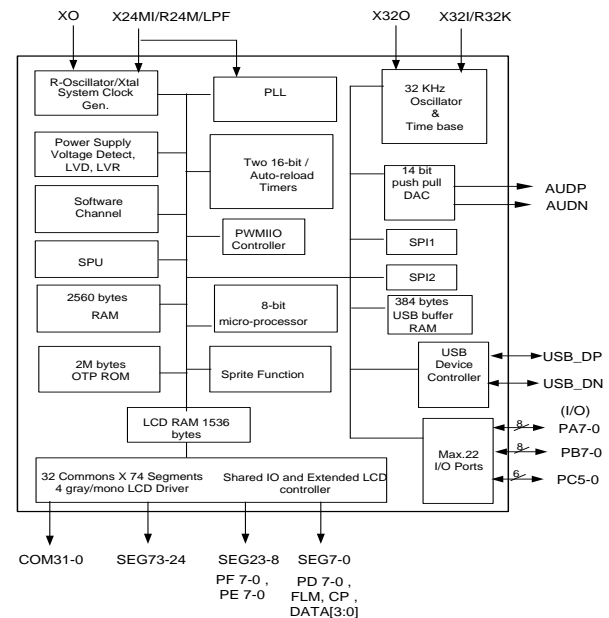 XO
X24MI/R24M/LPF
X32O
X32I/R32K
R-Oscillator/Xtal
System Clock
Gen.
PLL
32 KHz
Oscillator
&
Time base
Power Supply
Voltage Detect,
LVD, LVR
Two 16-bit /
Auto-reload
Timers
14 bit
push pull
DAC
AUDP
AUDN
Software
Channel
PWMIIO
Controller
SPI1
SPU
SPI2
2560 bytes
RAM
8-bit
micro-processor
384 bytes
USB buffer
RAM
USB
Device
Controller
USB_DP
USB_DN
2M bytes
OTP ROM
Sprite Function
(I/O)
8
PA7-0
LCD RAM 1536
bytes
Max.22
I/O Ports
8
PB7-0
6
PC5-0
32 Commons X 74 Segments
4 gray/mono LCD Driver
Shared IO and Extended LCD
controller
COM31-0
SEG73-24
SEG23-8
PF 7-0 ,
PE 7-0
SEG7-0
PD 7-0,
FLM, CP ,
DATA[3:0]